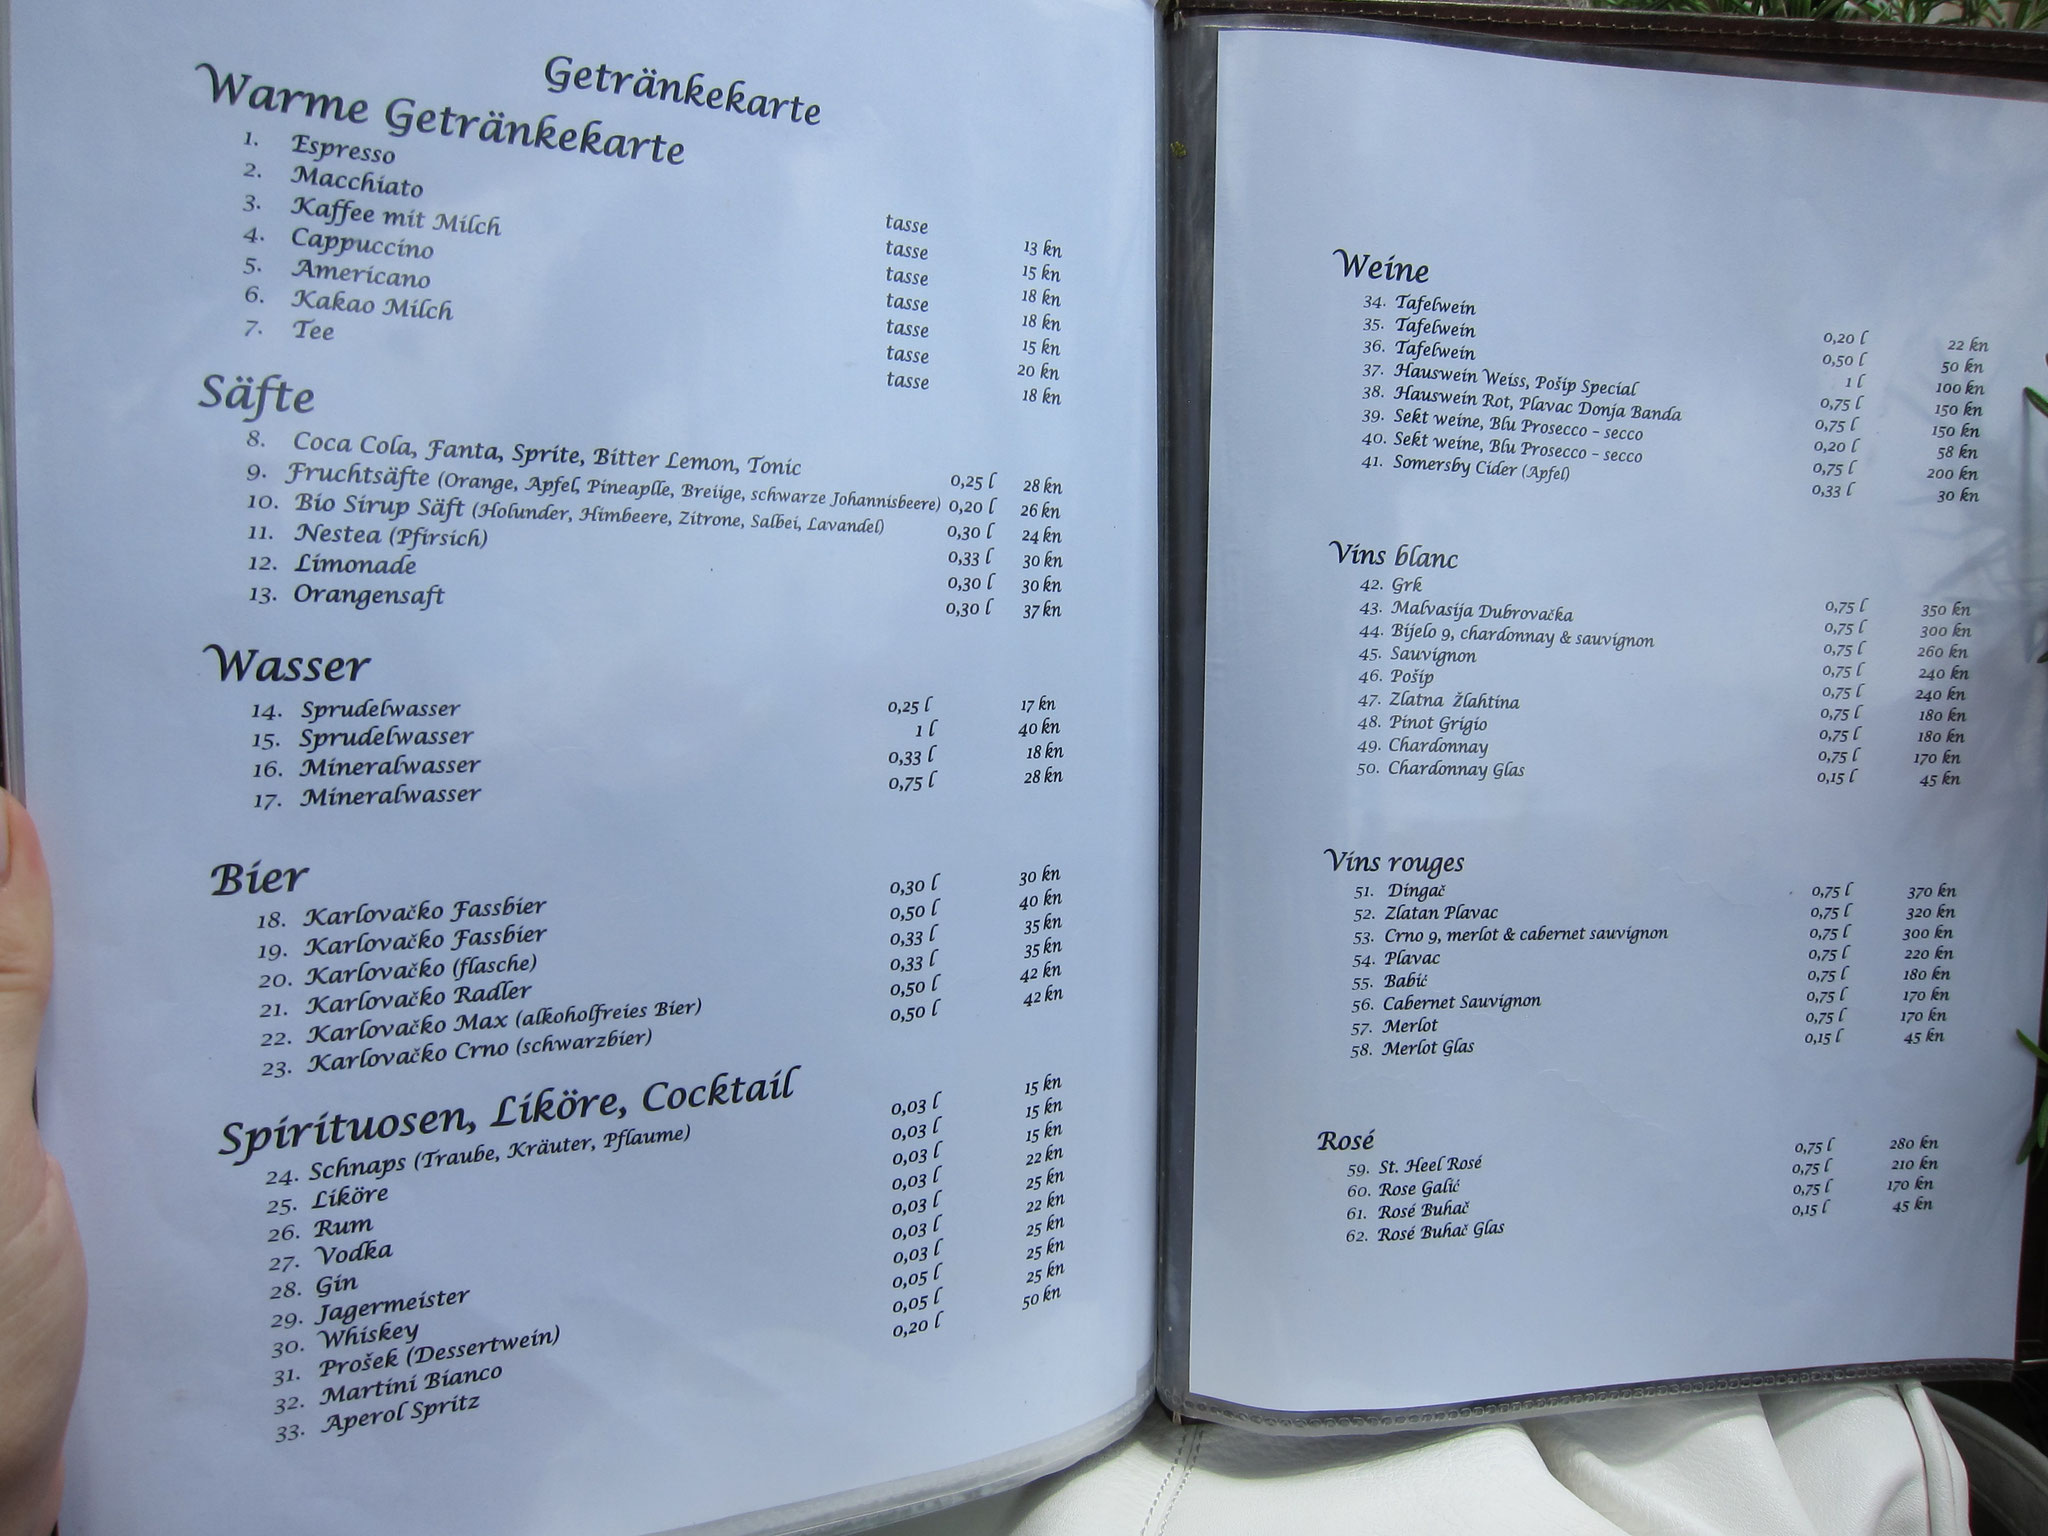 Getränkekarte
Warme Getränkekarte
1. Espresso tasse 13 kn
2. Macchiato tasse 15 kn
3. Kaffee mit Milch tasse 18 kn
4. Cappuccino tasse 18 kn
5. Americano tasse 15 kn
6. Kakao Milch tasse 20 kn
7. Tee tasse 18 kn
Säfte
8. Coca Cola, Fanta, Sprite, Bitter Lemon, Tonic 0,25 l 28 kn
9. Fruchtsäfte (Orange, Apfel, Pineaplle, Breiige, schwarze Johannisbeere) 0,20 l 26 kn
10. Bio Sirup Säft (Holunder, Himbeere, Zitrone, Salbei, Lavandel) 0,30 l 24 kn
11. Nestea (Pfirsich) 0,33 l 30 kn
12. Limonade 0,30 l 30 kn
13. Orangensaft 0,30 l 37 kn
Wasser
14. Sprudelwasser 0,25 l 17 kn
15. Sprudelwasser 1 l 40 kn
16. Mineralwasser 0,33 l 18 kn
17. Mineralwasser 0,75 l 28 kn
Bier
18. Karlovačko Fassbier 0,30 l 30 kn
19. Karlovačko Fassbier 0,50 l 40 kn
20. Karlovačko (flasche) 0,33 l 35 kn
21. Karlovačko Radler 0,33 l 35 kn
22. Karlovačko Max (alkoholfreies Bier) 0,50 l 42 kn
23. Karlovačko Crno (schwarzbier) 0,50 l 42 kn
Spirituosen, Liköre, Cocktail
24. Schnaps (Traube, Kräuter, Pflaume) 0,03 l 15 kn
25. Liköre 0,03 l 15 kn
26. Rum 0,03 l 15 kn
27. Vodka 0,03 l 22 kn
28. Gin 0,03 l 25 kn
29. Jagermeister 0,03 l 22 kn
30. Whiskey 0,03 l 25 kn
31. Prošek (Dessertwein) 0,05 l 25 kn
32. Martini Bianco 0,05 l 25 kn
33. Aperol Spritz 0,20 l 50 kn
Weine
34. Tafelwein 0,20 l 22 kn
35. Tafelwein 0,50 l 50 kn
36. Tafelwein 1 l 100 kn
37. Hauswein Weiss, Pošip Special 0,75 l 150 kn
38. Hauswein Rot, Plavac Donja Banda 0,75 l 150 kn
39. Sekt weine, Blu Prosecco - secco 0,20 l 58 kn
40. Sekt weine, Blu Prosecco - secco 0,75 l 200 kn
41. Somersby Cider (Apfel) 0,33 l 30 kn
Vins blanc
42. Grk 0,75 l 350 kn
43. Malvasija Dubrovačka 0,75 l 300 kn
44. Bijelo 9, chardonnay & sauvignon 0,75 l 260 kn
45. Sauvignon 0,75 l 240 kn
46. Pošip 0,75 l 240 kn
47. Zlatna Žlahtina 0,75 l 180 kn
48. Pinot Grigio 0,75 l 180 kn
49. Chardonnay 0,75 l 170 kn
50. Chardonnay Glas 0,15 l 45 kn
Vins rouges
51. Dingač 0,75 l 370 kn
52. Zlatan Plavac 0,75 l 320 kn
53. Crno 9, merlot & cabernet sauvignon 0,75 l 300 kn
54. Plavac 0,75 l 220 kn
55. Babić 0,75 l 180 kn
56. Cabernet Sauvignon 0,75 l 170 kn
57. Merlot 0,75 l 170 kn
58. Merlot Glas 0,15 l 45 kn
Rosé
59. St. Heel Rosé 0,75 l 280 kn
60. Rose Galić 0,75 l 210 kn
61. Rosé Buhač 0,75 l 170 kn
62. Rosé Buhač Glas 0,15 l 45 kn